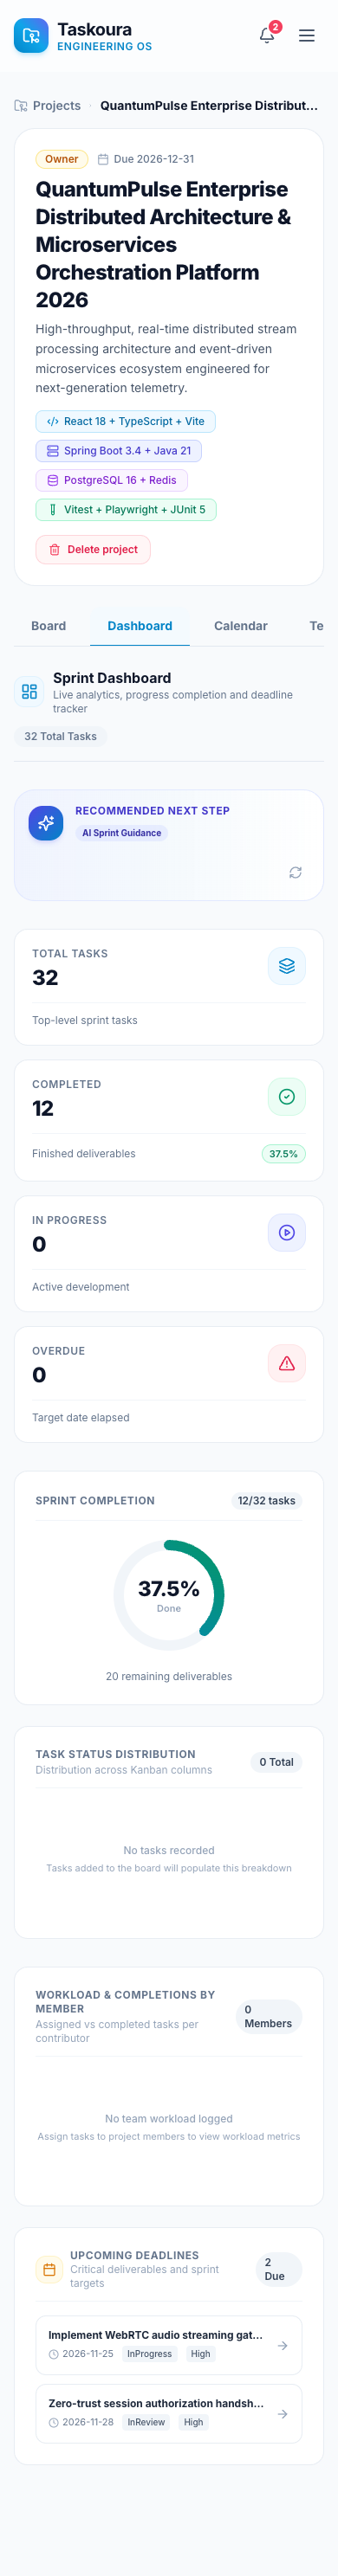 Taskoura
ENGINEERING OS
2
Projects
QuantumPulse Enterprise Distribut...
Owner
Due 2026-12-31
QuantumPulse Enterprise
Distributed Architecture &
Microservices
Orchestration Platform
2026
High-throughput, real-time distributed stream
processing architecture and event-driven
microservices ecosystem engineered for
next-generation telemetry.
React 18 + TypeScript + Vite
Spring Boot 3.4 + Java 21
PostgreSQL 16 + Redis
Vitest + Playwright + JUnit 5
Delete project
Board Dashboard Calendar Te
Sprint Dashboard
Live analytics, progress completion and deadline
tracker
32 Total Tasks
RECOMMENDED NEXT STEP
AI Sprint Guidance
TOTAL TASKS
32
Top-level sprint tasks
COMPLETED
12
Finished deliverables
37.5%
IN PROGRESS
0
Active development
OVERDUE
0
Target date elapsed
SPRINT COMPLETION
12/32 tasks
37.5%
Done
20 remaining deliverables
TASK STATUS DISTRIBUTION
Distribution across Kanban columns
0 Total
No tasks recorded
Tasks added to the board will populate this breakdown
WORKLOAD & COMPLETIONS BY
MEMBER
Assigned vs completed tasks per
contributor
0
Members
No team workload logged
Assign tasks to project members to view workload metrics
UPCOMING DEADLINES
Critical deliverables and sprint
targets
2
Due
Implement WebRTC audio streaming gat...
2026-11-25 InProgress High
Zero-trust session authorization handsh...
2026-11-28 InReview High